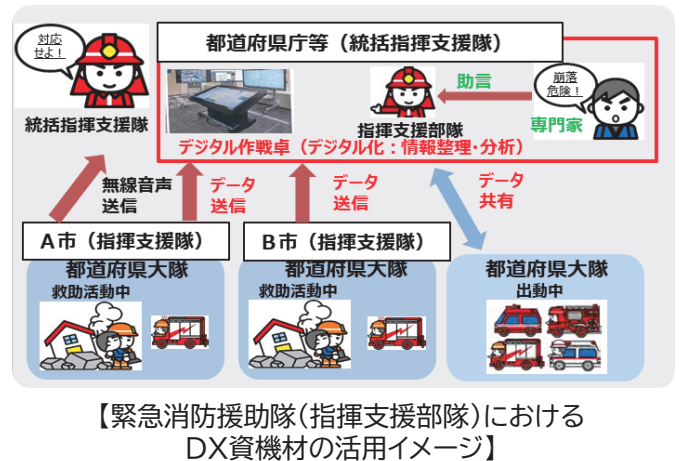 対応
せよ！
都道府県庁等（統括指揮支援隊）
崩落
危険！
助言
専門家
統括指揮支援隊
指揮支援部隊
デジタル作戦卓（デジタル化：情報整理・分析）
無線音声
送信
データ
送信
データ
送信
データ
共有
A市（指揮支援隊）
B市（指揮支援隊）
都道府県大隊
救助活動中
都道府県大隊
救助活動中
都道府県大隊
出動中
【緊急消防援助隊（指揮支援部隊）における
DX資機材の活用イメージ】